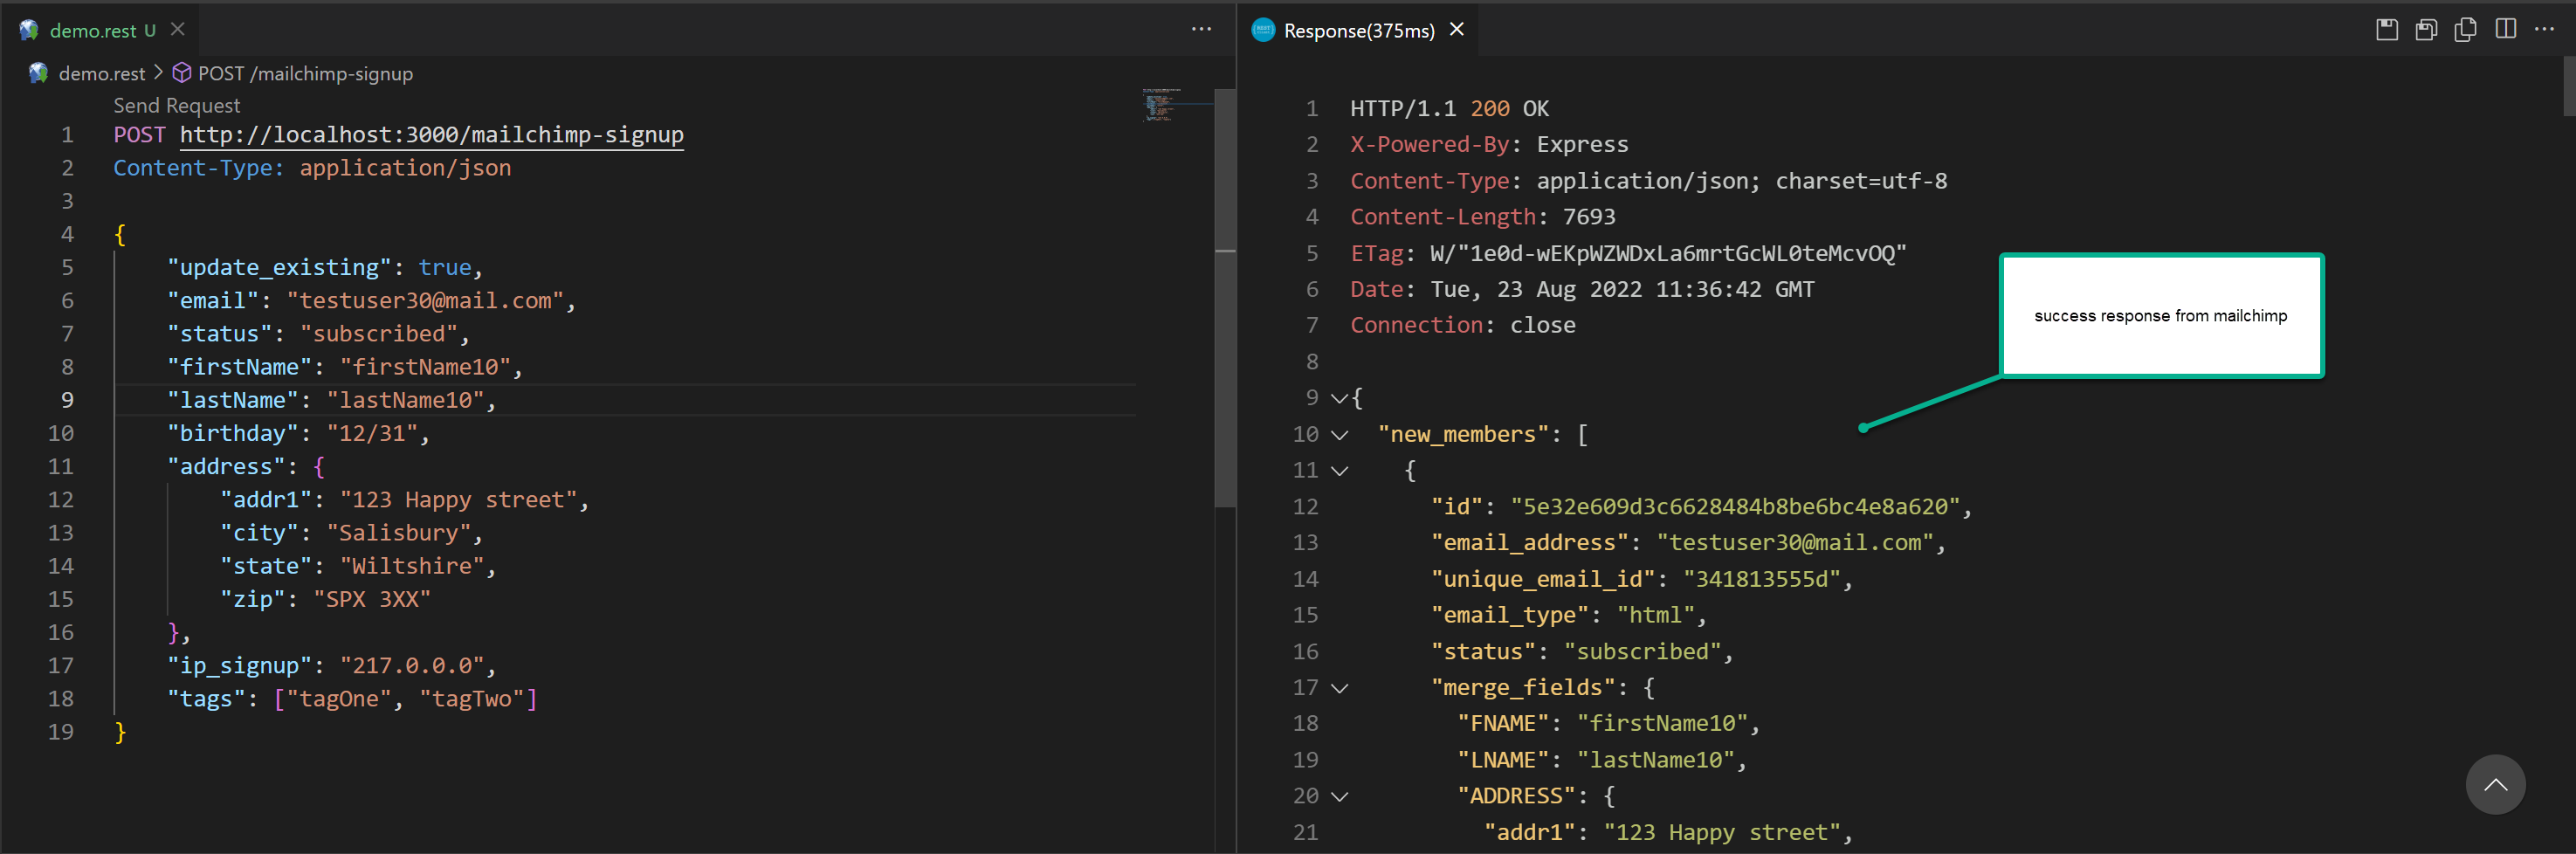 demo.rest U
demo.rest > POST /mailchimp-signup
Send Request
1 POST http://localhost:3000/mailchimp-signup
2 Content-Type: application/json
3
4 {
5 "update_existing": true,
6 "email": "testuser30@mail.com",
7 "status": "subscribed",
8 "firstName": "firstName10",
9 "lastName": "lastName10",
10 "birthday": "12/31",
11 "address": {
12 "addr1": "123 Happy street",
13 "city": "Salisbury",
14 "state": "Wiltshire",
15 "zip": "SPX 3XX"
16 },
17 "ip_signup": "217.0.0.0",
18 "tags": ["tagOne", "tagTwo"]
19 }
Response(375ms)
1 HTTP/1.1 200 OK
2 X-Powered-By: Express
3 Content-Type: application/json; charset=utf-8
4 Content-Length: 7693
5 ETag: W/"1e0d-wEKpWZWDxLa6mrtGcWL0teMcvOQ"
6 Date: Tue, 23 Aug 2022 11:36:42 GMT
7 Connection: close
8
9 {
10 "new_members": [
11 {
12 "id": "5e32e609d3c6628484b8be6bc4e8a620",
13 "email_address": "testuser30@mail.com",
14 "unique_email_id": "341813555d",
15 "email_type": "html",
16 "status": "subscribed",
17 "merge_fields": {
18 "FNAME": "firstName10",
19 "LNAME": "lastName10",
20 "ADDRESS": {
21 "addr1": "123 Happy street",
success response from mailchimp